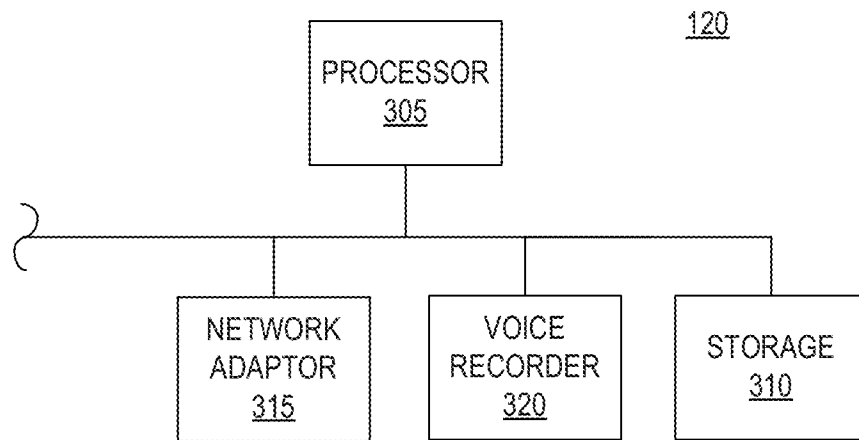 120
PROCESSOR
305
NETWORK
ADAPTOR
315
VOICE
RECORDER
320
STORAGE
310